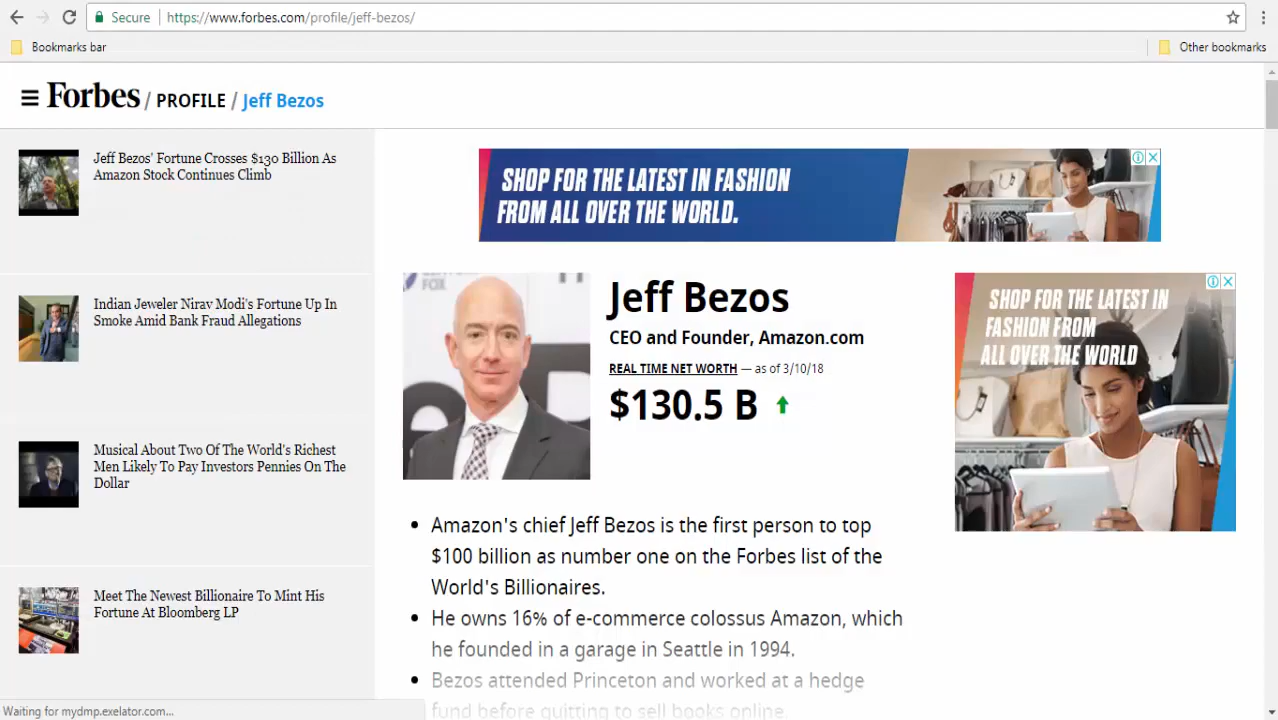 Secure
https://www.forbes.com/profile/jeff-bezos/
Bookmarks bar
Other bookmarks
Forbes / PROFILE / Jeff Bezos
Jeff Bezos' Fortune Crosses $130 Billion As
Amazon Stock Continues Climb
Indian Jeweler Nirav Modi's Fortune Up In
Smoke Amid Bank Fraud Allegations
Musical About Two Of The World's Richest
Men Likely To Pay Investors Pennies On The
Dollar
Meet The Newest Billionaire To Mint His
Fortune At Bloomberg LP
SHOP FOR THE LATEST IN FASHION
FROM ALL OVER THE WORLD.
FOX
Jeff Bezos
CEO and Founder, Amazon.com
REAL TIME NET WORTH — as of 3/10/18
$130.5 B
SHOP FOR THE LATEST IN
FASHION FROM
ALL OVER THE WORLD
• Amazon's chief Jeff Bezos is the first person to top
$100 billion as number one on the Forbes list of the
World's Billionaires.
• He owns 16% of e-commerce colossus Amazon, which
he founded in a garage in Seattle in 1994.
• Bezos attended Princeton and worked at a hedge
fund before quitting to sell books online.
Waiting for mydmp.exelator.com...